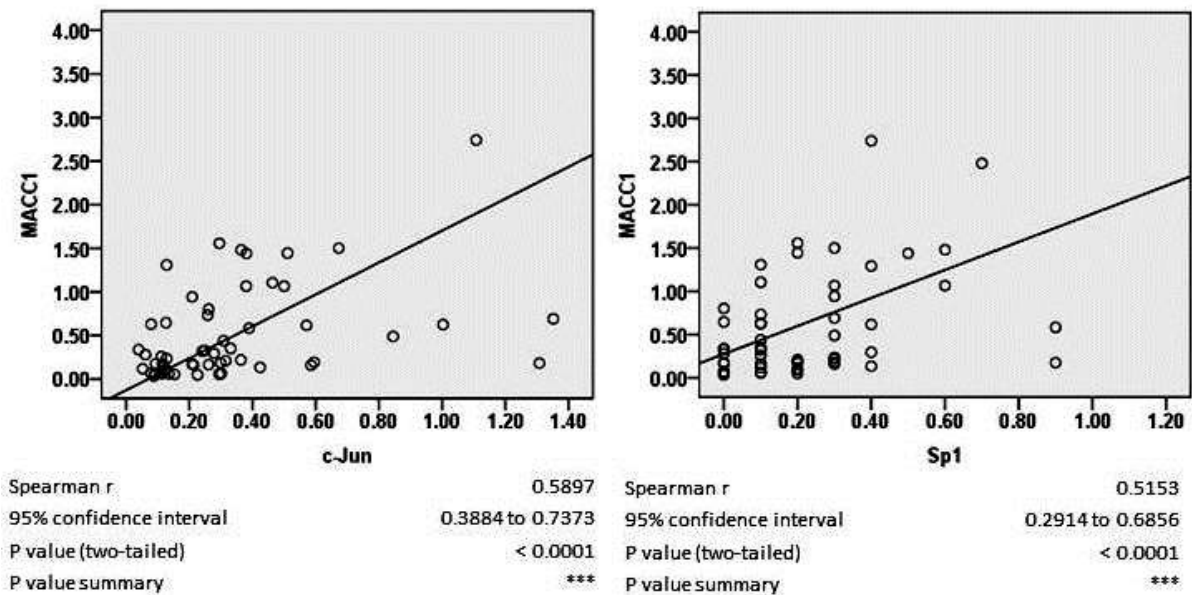 4.00
3.50
3.00
2.50
2.00
1.50
1.00
0.50
0.00
MACC1
0.00 0.20 0.40 0.60 0.80 1.00 1.20 1.40
c-Jun
Spearman r 0.5897
95% confidence interval 0.3884 to 0.7373
P value (two-tailed) < 0.0001
P value summary ***
4.00
3.50
3.00
2.50
2.00
1.50
1.00
0.50
0.00
MACC1
0.00 0.20 0.40 0.60 0.80 1.00 1.20
Sp1
Spearman r 0.5153
95% confidence interval 0.2914 to 0.6856
P value (two-tailed) < 0.0001
P value summary ***